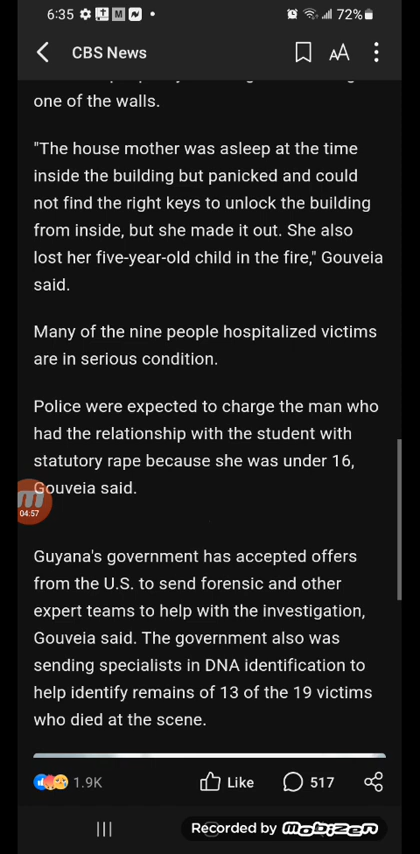 6:35 M 72%
CBS News AA
one of the walls.
"The house mother was asleep at the time
inside the building but panicked and could
not find the right keys to unlock the building
from inside, but she made it out. She also
lost her five-year-old child in the fire," Gouveia
said.
Many of the nine people hospitalized victims
are in serious condition.
Police were expected to charge the man who
had the relationship with the student with
statutory rape because she was under 16,
Gouveia said.
04:57
Guyana's government has accepted offers
from the U.S. to send forensic and other
expert teams to help with the investigation,
Gouveia said. The government also was
sending specialists in DNA identification to
help identify remains of 13 of the 19 victims
who died at the scene.
1.9K Like 517
Recorded by mobizen